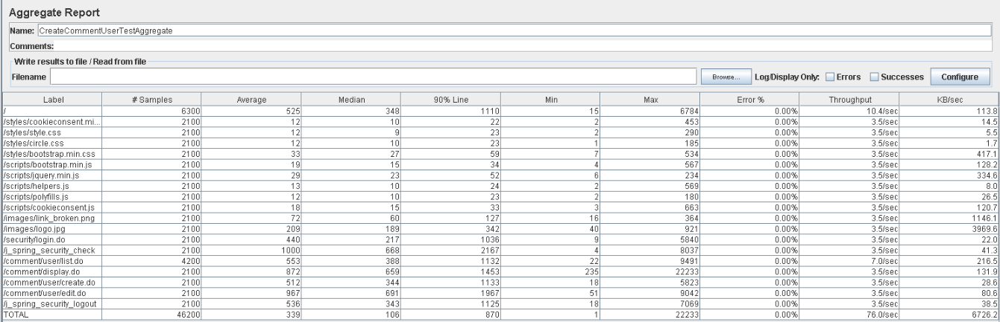 Aggregate Report
Name: CreateCommentUserTestAggregate
Comments:
Write results to file / Read from file
Filename Browse... Log/Display Only: Errors Successes Configure
Label # Samples Average Median 90% Line Min Max Error % Throughput KB/sec
/ 6300 525 348 1110 15 6784 0.00% 10.4/sec 113.8
/styles/cookieconsent.mi... 2100 12 10 22 2 453 0.00% 3.5/sec 14.5
/styles/style.css 2100 12 9 23 2 290 0.00% 3.5/sec 5.5
/styles/circle.css 2100 12 10 23 1 185 0.00% 3.5/sec 1.7
/styles/bootstrap.min.css 2100 33 27 59 7 534 0.00% 3.5/sec 417.1
/scripts/bootstrap.min.js 2100 19 15 34 4 567 0.00% 3.5/sec 128.2
/scripts/jquery.min.js 2100 29 23 52 6 234 0.00% 3.5/sec 334.6
/scripts/helpers.js 2100 13 10 24 2 569 0.00% 3.5/sec 8.0
/scripts/polyfills.js 2100 12 10 23 2 180 0.00% 3.5/sec 26.5
/scripts/cookieconsent.js 2100 18 15 33 3 663 0.00% 3.5/sec 120.7
/images/link_broken.png 2100 72 60 127 16 364 0.00% 3.5/sec 1146.1
/images/logo.jpg 2100 209 189 342 40 921 0.00% 3.5/sec 3969.6
/security/login.do 2100 440 217 1036 9 5840 0.00% 3.5/sec 22.0
/j_spring_security_check 2100 1000 668 2167 4 8037 0.00% 3.5/sec 41.3
/comment/user/list.do 4200 553 388 1132 22 9491 0.00% 7.0/sec 216.5
/comment/display.do 2100 872 659 1453 235 22233 0.00% 3.5/sec 131.9
/comment/user/create.do 2100 512 344 1133 18 5823 0.00% 3.5/sec 28.6
/comment/user/edit.do 2100 967 691 1967 51 9042 0.00% 3.5/sec 80.6
/j_spring_security_logout 2100 536 343 1125 18 7069 0.00% 3.5/sec 38.5
TOTAL 46200 339 106 870 1 22233 0.00% 76.0/sec 6726.2